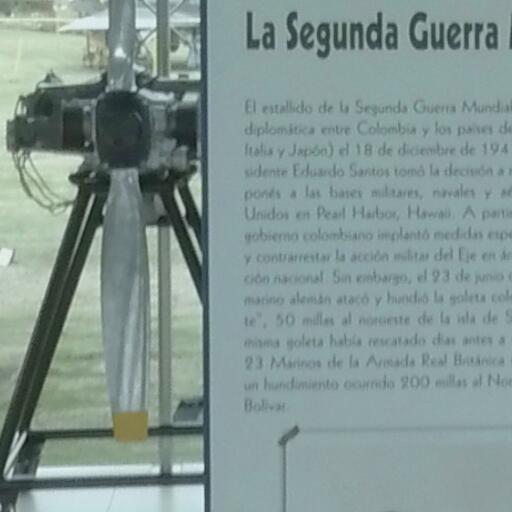 La Segunda Guerra
El estallido de la Segunda Guerra Mundial
diplomática entre Colombia y los países de
Italia y Japón) el 18 de diciembre de 194
sidente Eduardo Santos tomó la decisión a
ponés a las bases militares, navales y aé
Unidos en Pearl Harbor, Hawaii. A parti
gobierno colombiano implantó medidas espe
y contrarrestar la acción militar del Eje en ár
ción nacional. Sin embargo, el 23 de junio
marino alemán atacó y hundió la goleta col
te", 50 millas al noroeste de la isla de S
misma goleta había rescatado días antes a
23 Marinos de la Armada Real Británica
un hundimiento ocurrido 200 millas al No
Bolívar.